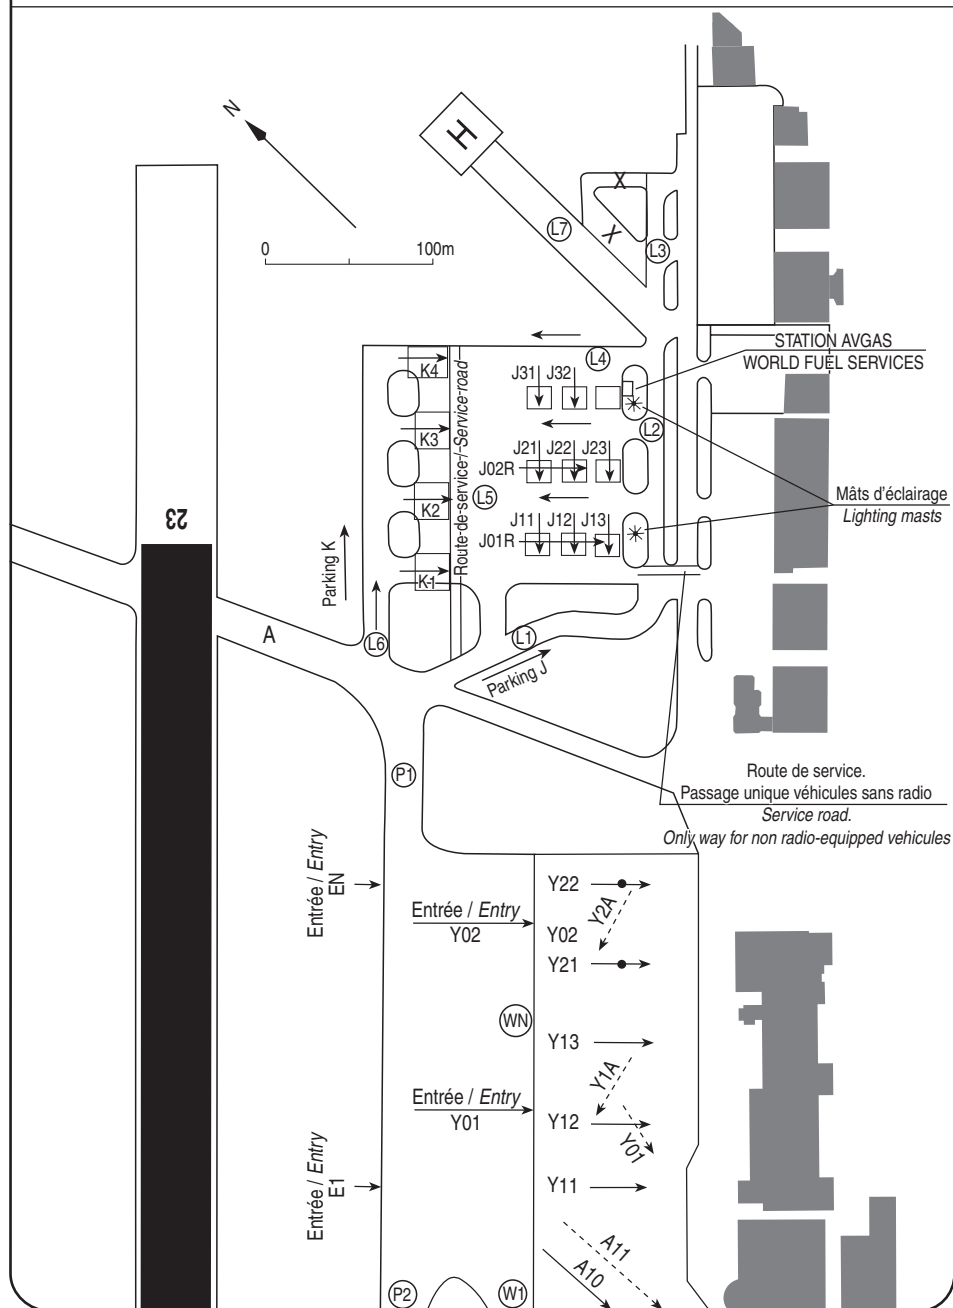 N
H
X
X
L7
L3
0 100m
STATION AVGAS
WORLD FUEL SERVICES
L4
K4
J31 J32
K3
L2
J21 J22 J23
J02R
Route de service / Service road
L5
K2
Mâts d'éclairage
Lighting masts
23
J11 J12 J13
J01R
Parking K
K1
A
L6
L1
Parking J
P1
Route de service.
Passage unique véhicules sans radio
Service road.
Only way for non radio-equipped vehicules
Entrée / Entry
EN
Y22
Y2A
Entrée / Entry
Y02
Y02
Y21
WN
Y13
Y1A
Entrée / Entry
Y01
Y12
Y01
Entrée / Entry
E1
Y11
A11
A10
P2
W1